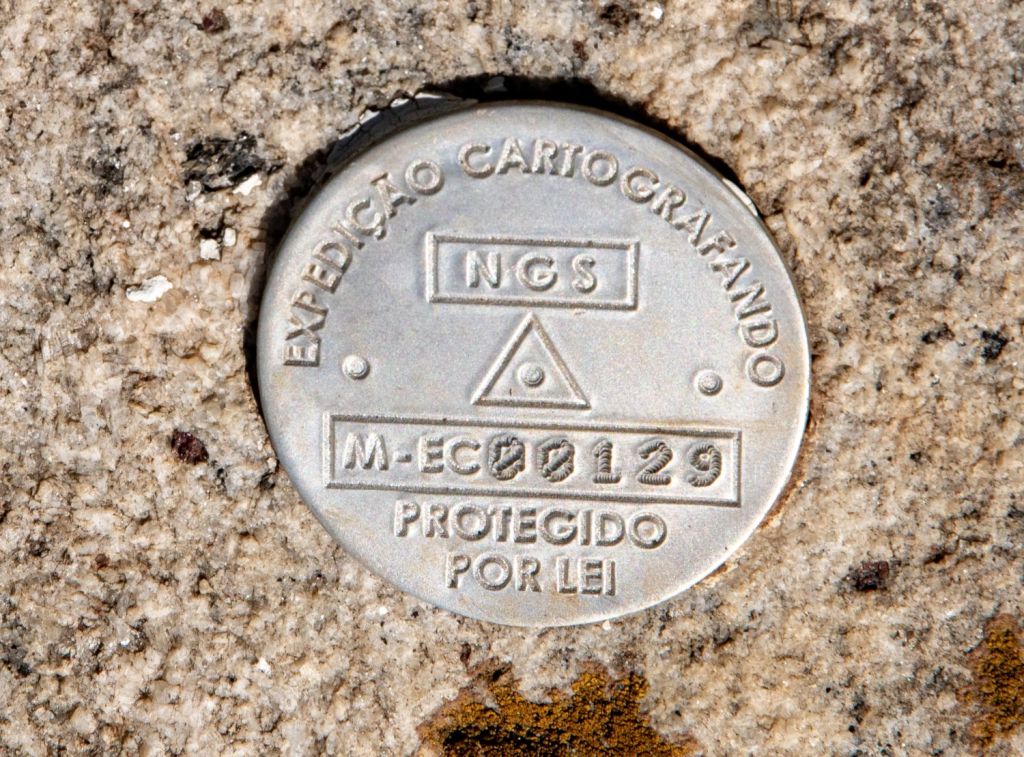 EXPEDIÇÃO CARTOGRAFANDO
NGS
M-EC00129
PROTEGIDO
POR LEI